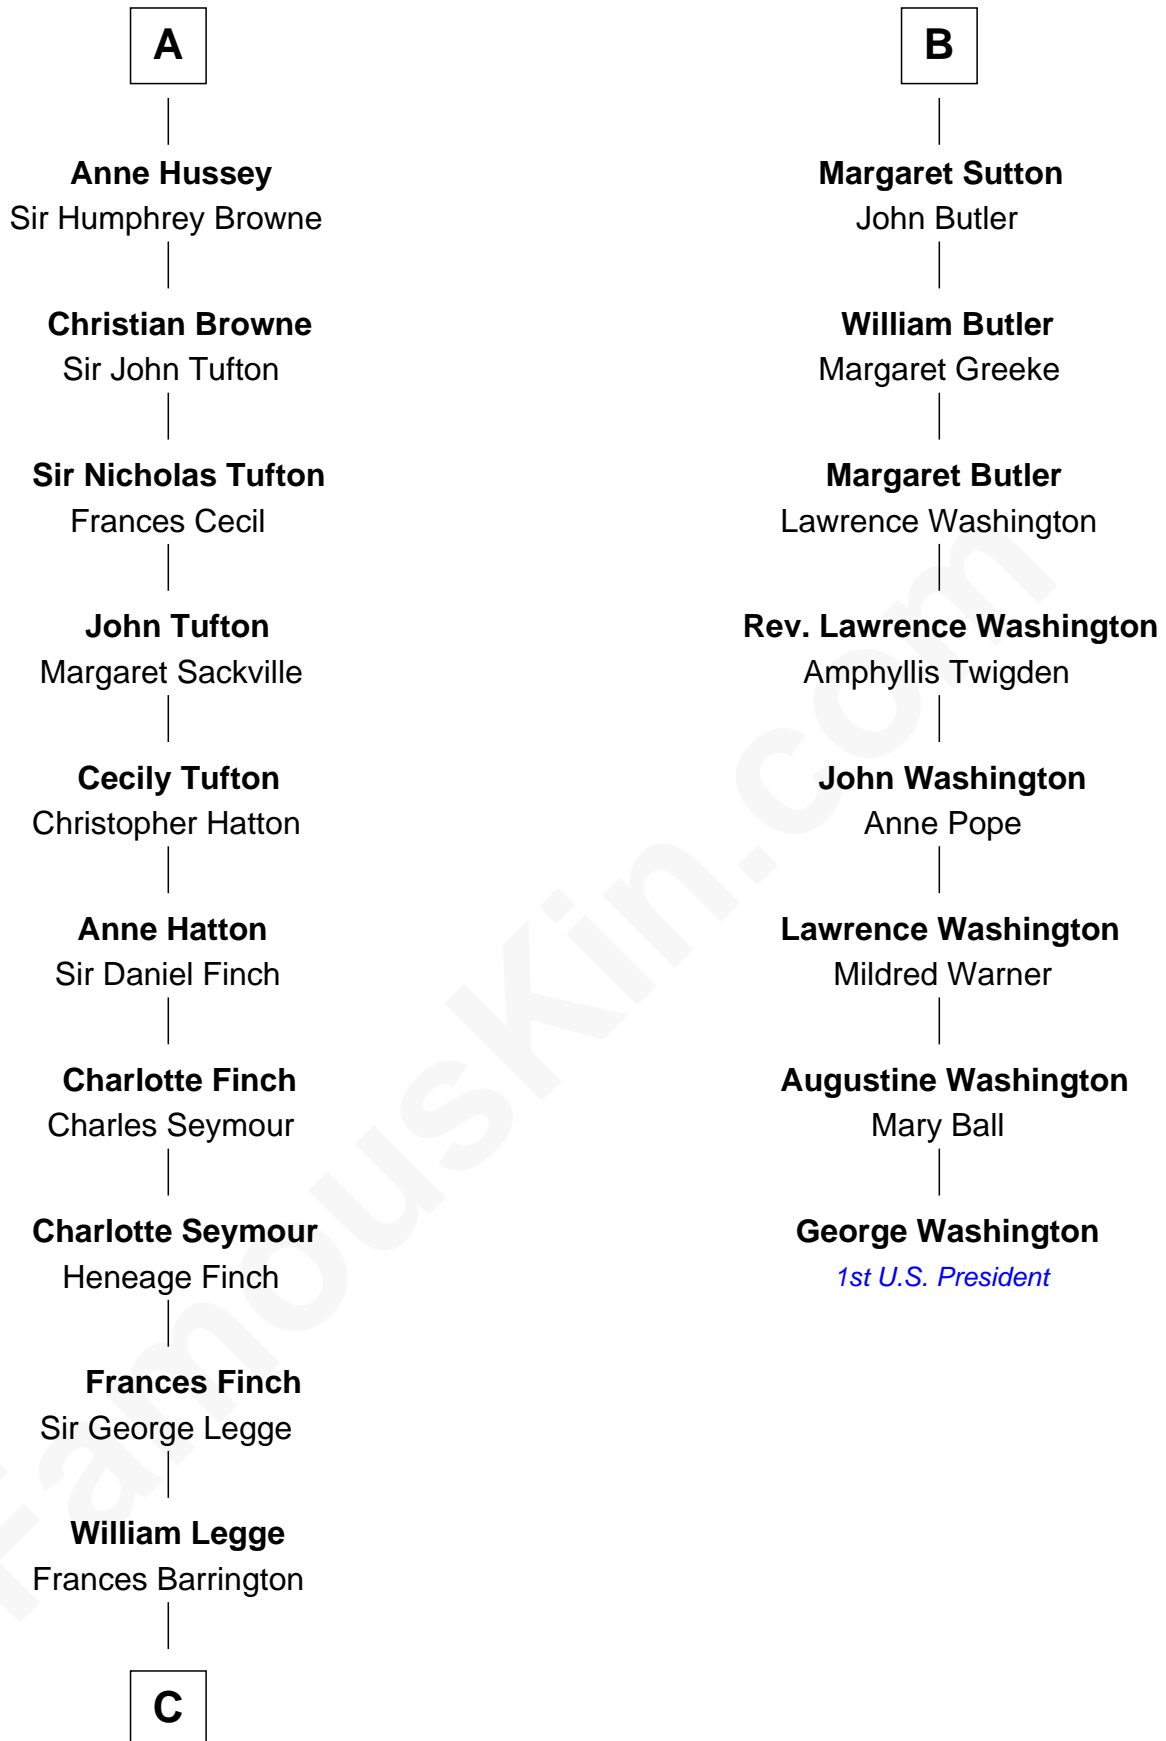 A
Anne Hussey
Sir Humphrey Browne
Christian Browne
Sir John Tufton
Sir Nicholas Tufton
Frances Cecil
John Tufton
Margaret Sackville
Cecily Tufton
Christopher Hatton
Anne Hatton
Sir Daniel Finch
Charlotte Finch
Charles Seymour
Charlotte Seymour
Heneage Finch
Frances Finch
Sir George Legge
William Legge
Frances Barrington
C
B
Margaret Sutton
John Butler
William Butler
Margaret Greeke
Margaret Butler
Lawrence Washington
Rev. Lawrence Washington
Amphyllis Twigden
John Washington
Anne Pope
Lawrence Washington
Mildred Warner
Augustine Washington
Mary Ball
George Washington
1st U.S. President
FamousKin.com